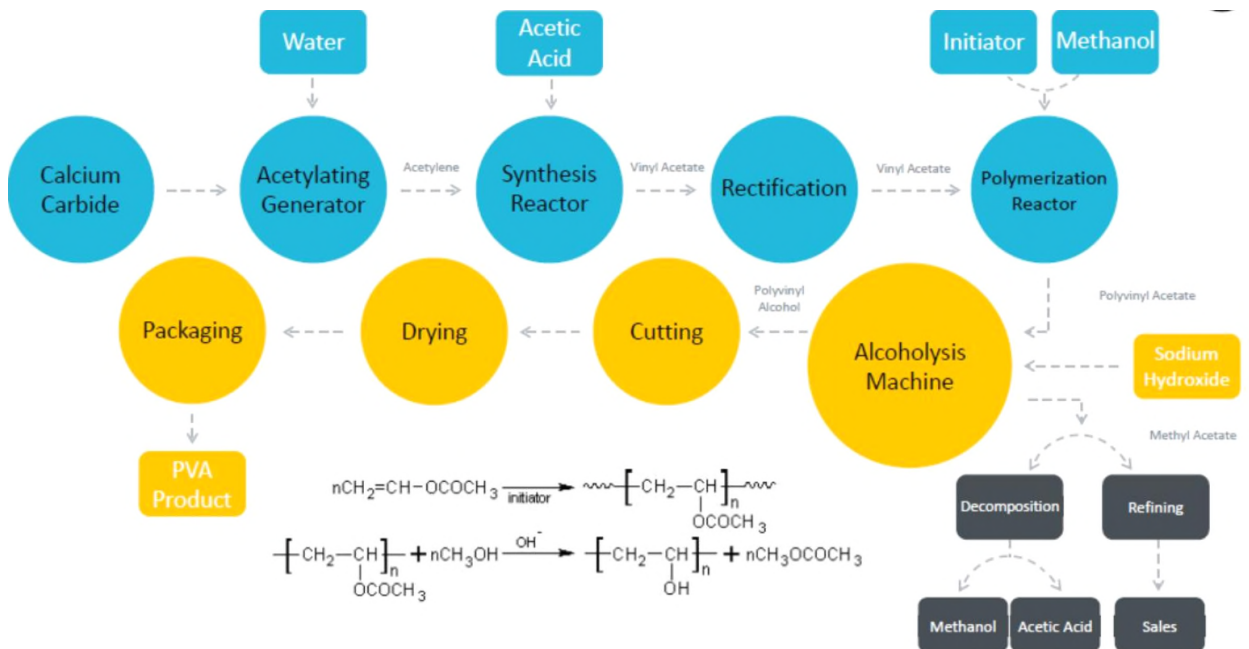 Water
Acetic
Acid
Initiator
Methanol
Calcium
Carbide
Acetylating
Generator
Acetylene
Synthesis
Reactor
Vinyl Acetate
Rectification
Vinyl Acetate
Polymerization
Reactor
Packaging
Drying
Cutting
Polyvinyl
Alcohol
Alcoholysis
Machine
Polyvinyl Acetate
Sodium
Hydroxide
Methyl Acetate
PVA
Product
Decomposition
Refining
Methanol
Acetic Acid
Sales
nCH₂=CH-OCOCH₃ initiator [CH₂-CH]n
OCOCH₃
[CH₂-CH]n + nCH₃OH OH⁻ [CH₂-CH]n + nCH₃OCOCH₃
OCOCH₃ OH